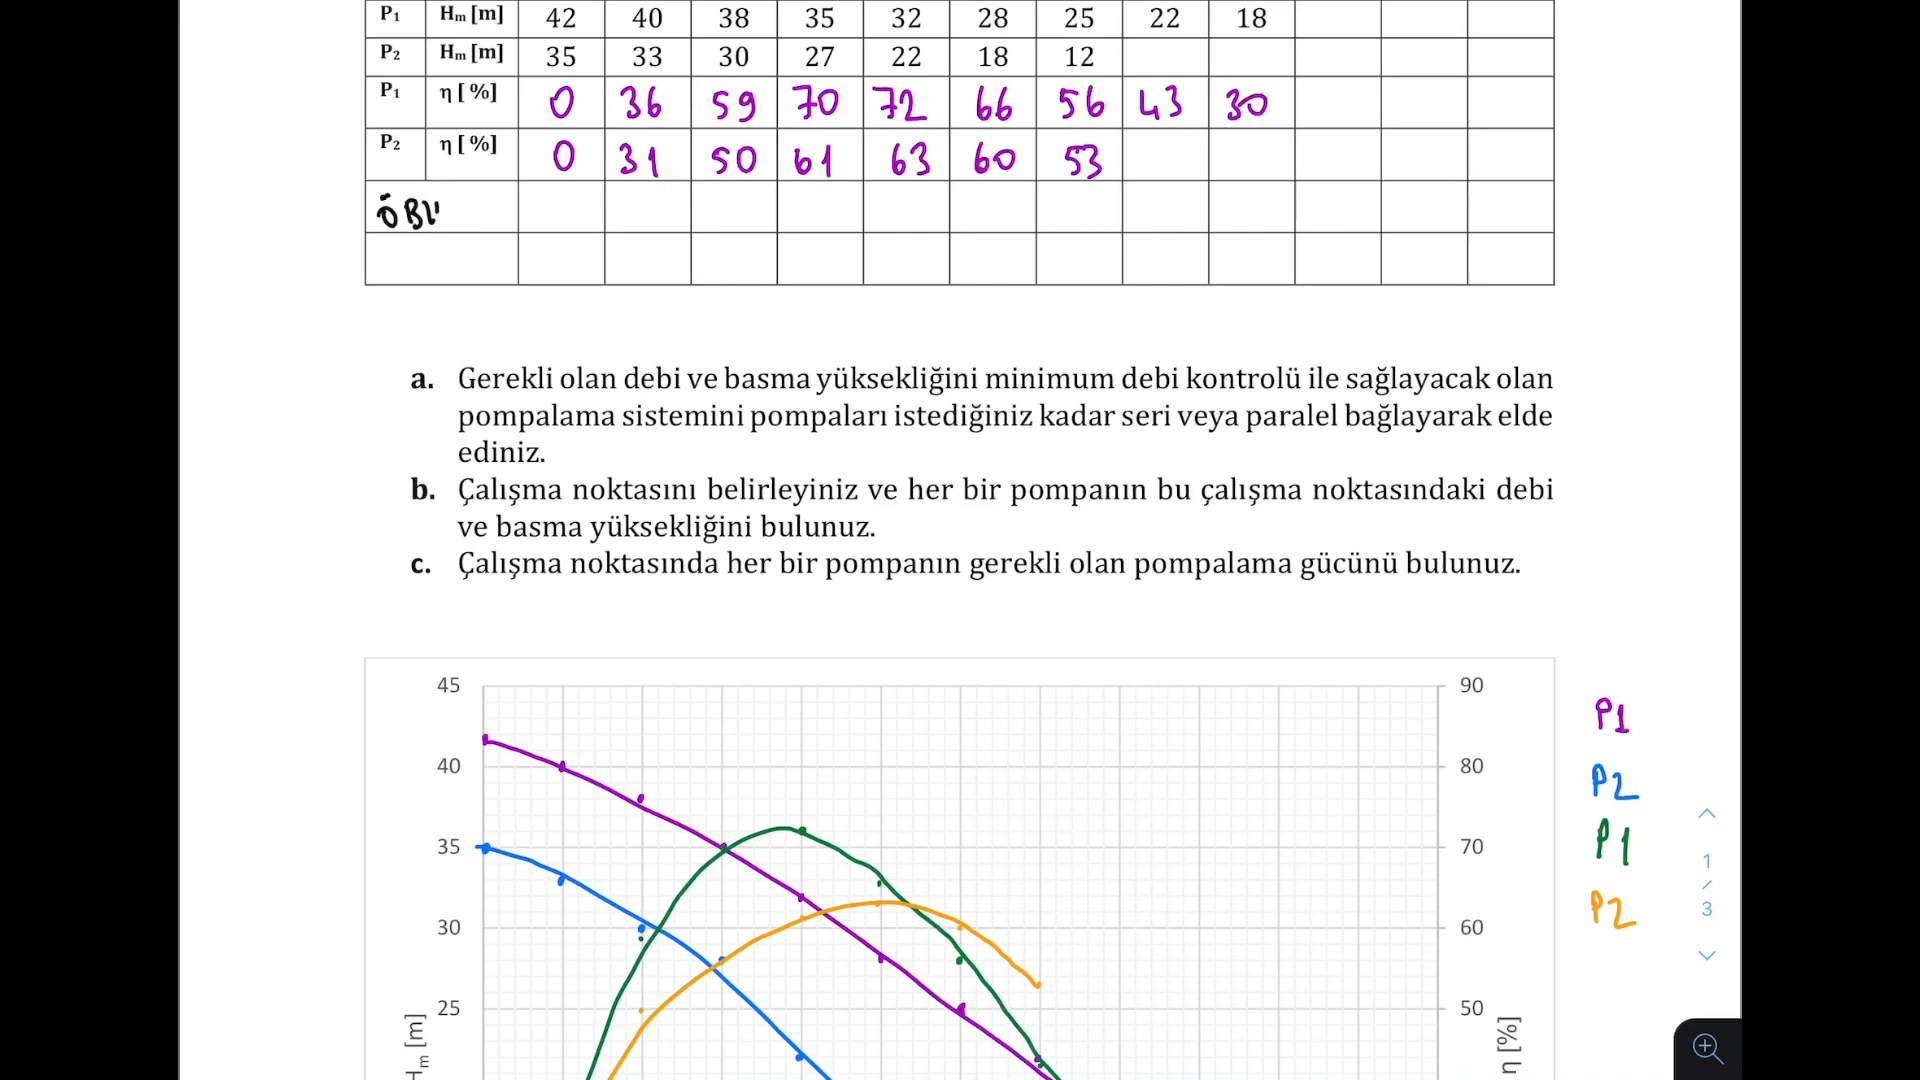 P₁ Hₘ [m] 42 40 38 35 32 28 25 22 18
P₂ Hₘ [m] 35 33 30 27 22 18 12
P₁ η [ %] 0 36 59 70 72 66 56 43 30
P₂ η [ %] 0 31 50 61 63 60 53
a. Gerekli olan debi ve basma yüksekliğini minimum debi kontrolü ile sağlayacak olan
pompalama sistemini pompaları istediğiniz kadar seri veya paralel bağlayarak elde
ediniz.
b. Çalışma noktasını belirleyiniz ve her bir pompanın bu çalışma noktasındaki debi
ve basma yüksekliğini bulunuz.
c. Çalışma noktasında her bir pompanın gerekli olan pompalama gücünü bulunuz.
45
40
35
30
25
Hₘ [m]
90
80
70
60
50
η [%]
P1
P2
P1
P2
1
/
3